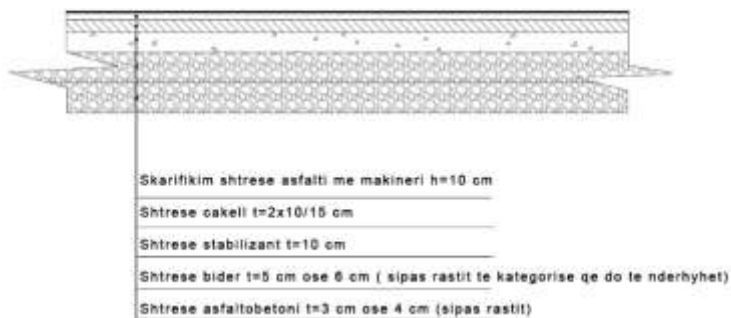 Skarifikim shtrese asfalti me makineri h=10 cm
Shtrese cakell t=2x10/15 cm
Shtrese stabilizant t=10 cm
Shtrese bider t=5 cm ose 6 cm ( sipas rastit te kategorise qe do te nderhyhet)
Shtrese asfaltobetoni t=3 cm ose 4 cm (sipas rastit)